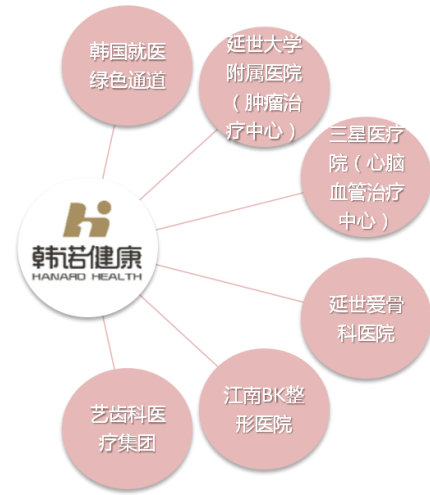 韩国就医
绿色通道
延世大学
附属医院
（肿瘤治
疗中心）
三星医疗
院（心脑
血管治疗
中心）
韩诺健康
HANARO HEALTH
延世爱骨
科医院
江南BK整
形医院
艺齿科医
疗集团